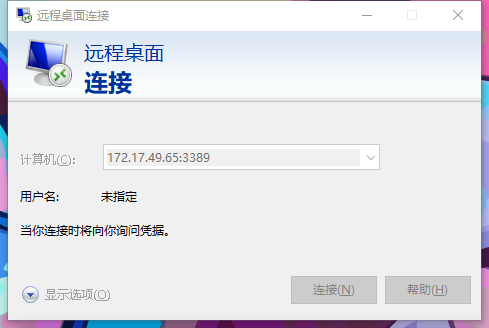 远程桌面连接
远程桌面
连接
计算机(C): 172.17.49.65:3389
用户名: 未指定
当你连接时将向你询问凭据。
显示选项(O) 连接(N) 帮助(H)